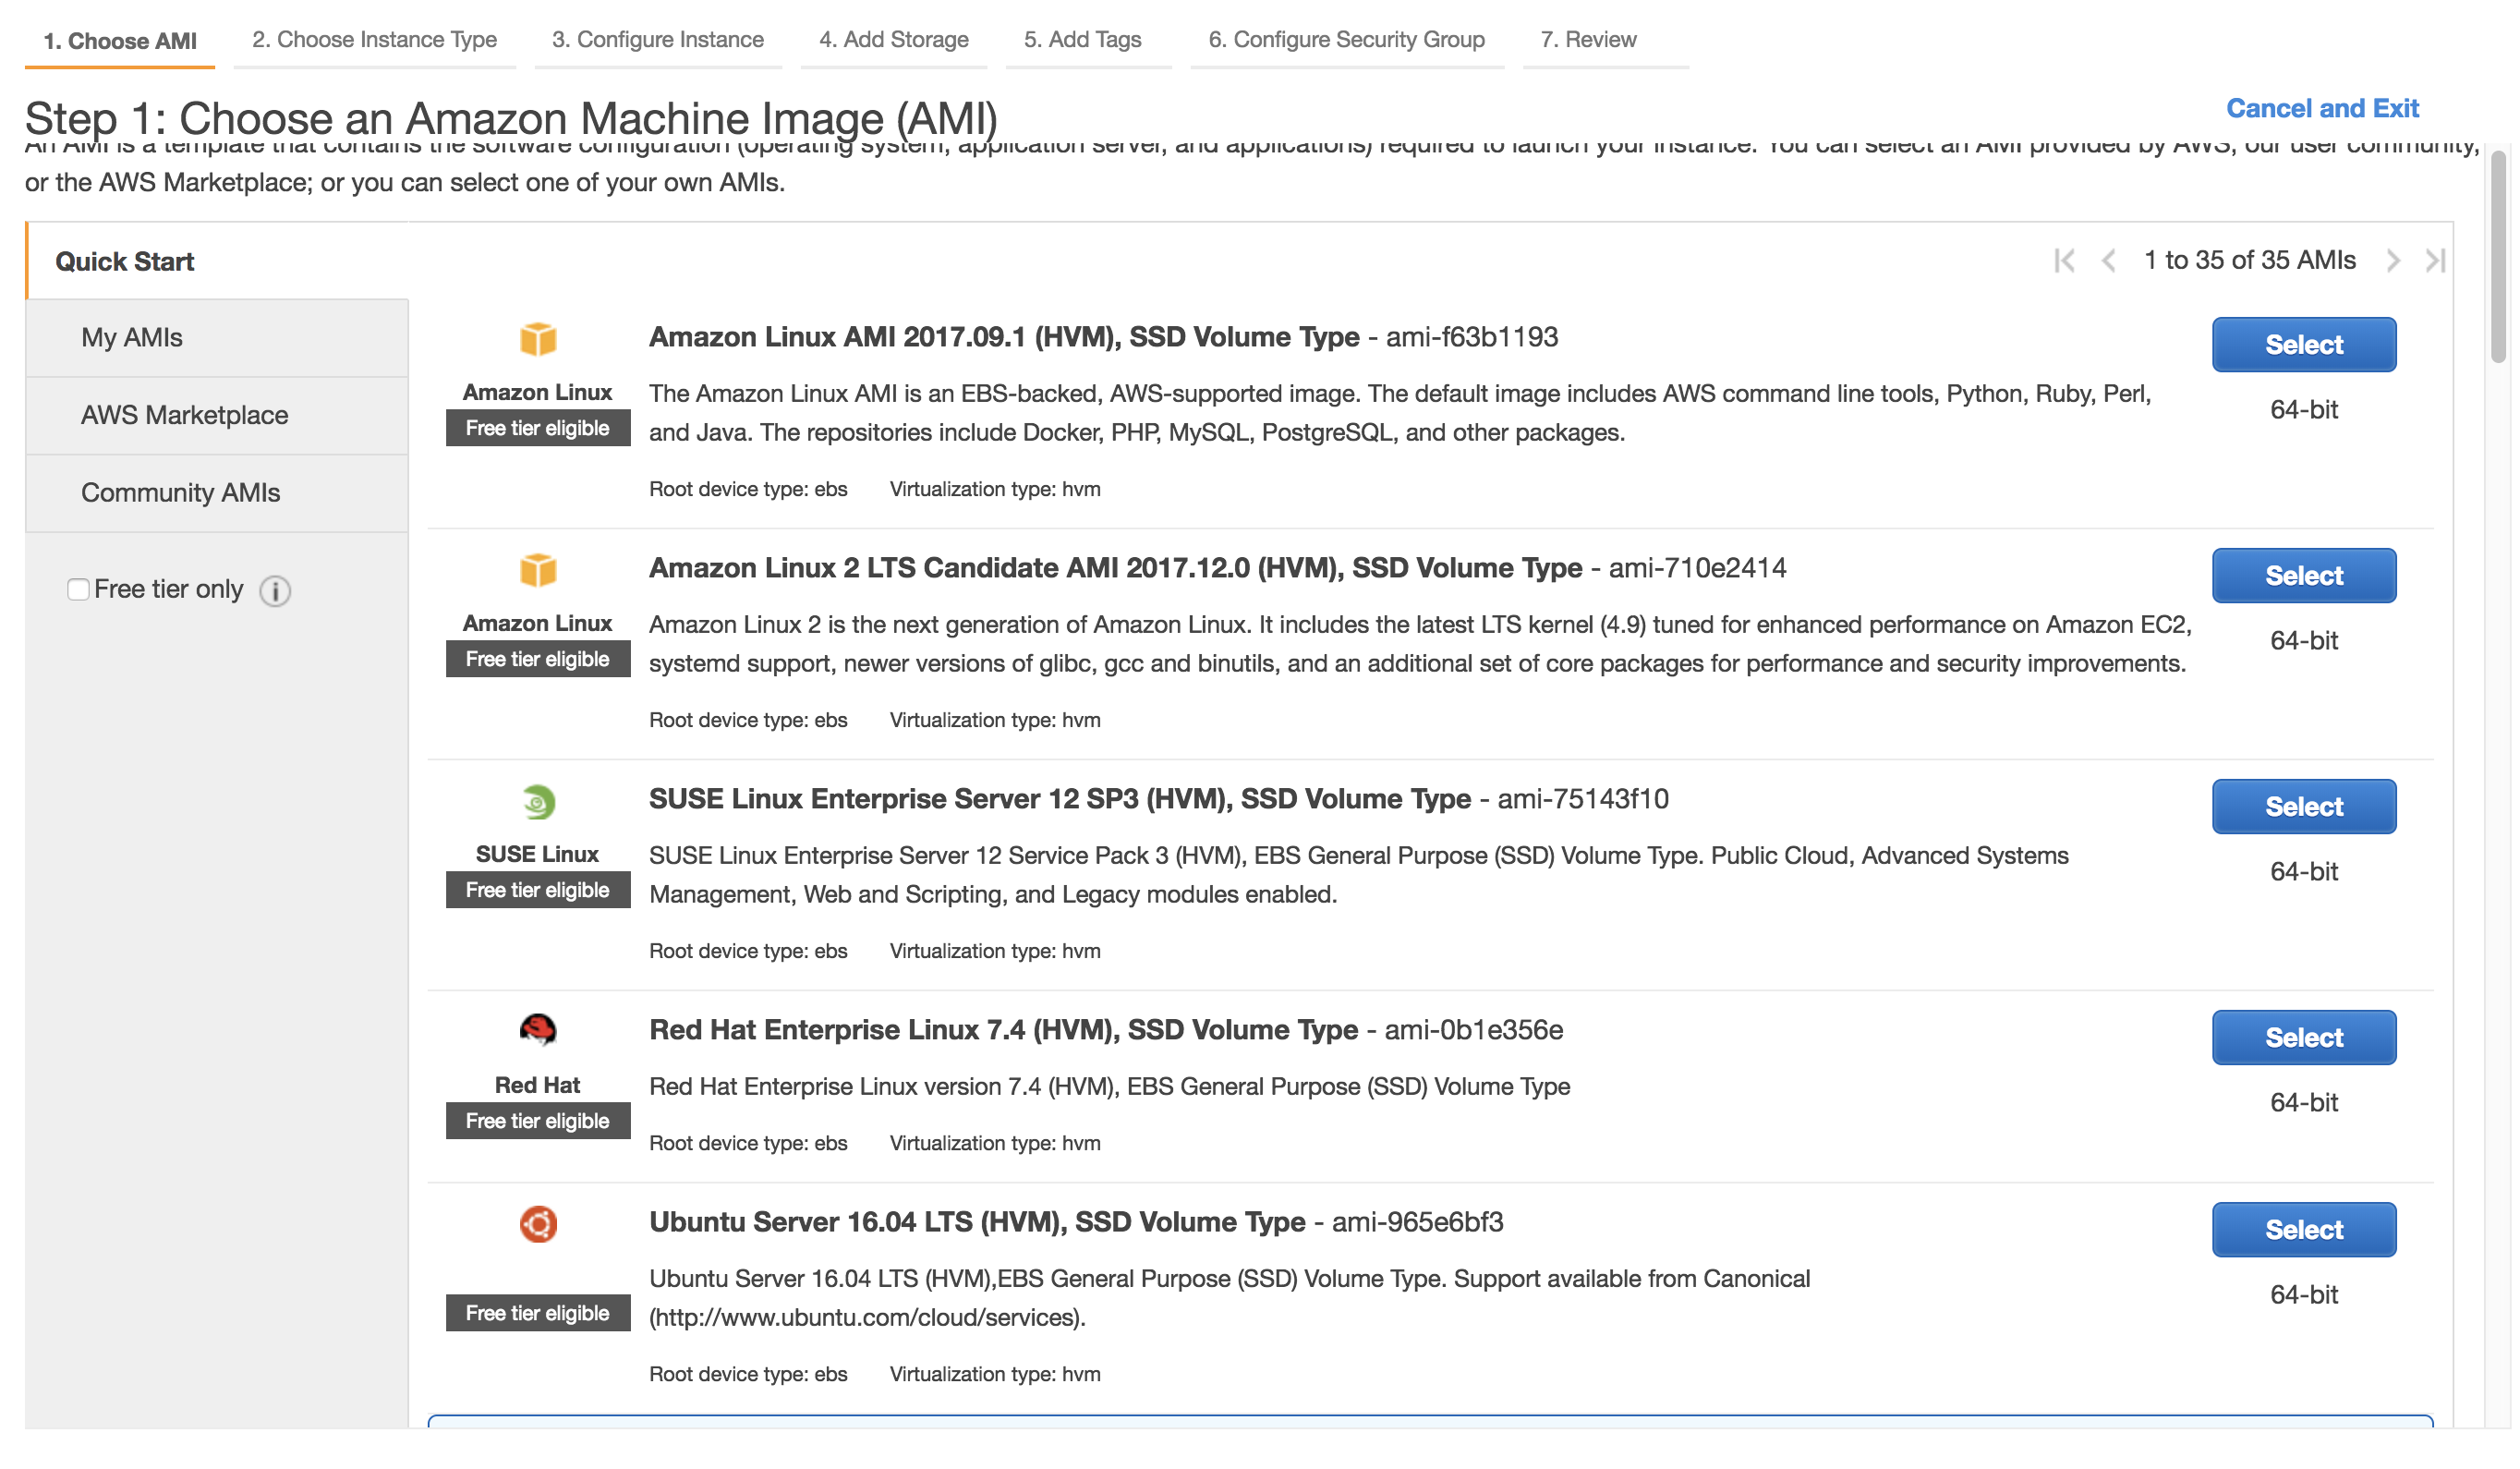 1. Choose AMI 2. Choose Instance Type 3. Configure Instance 4. Add Storage 5. Add Tags 6. Configure Security Group 7. Review
Step 1: Choose an Amazon Machine Image (AMI)
Cancel and Exit
An AMI is a template that contains the software configuration (operating system, application server, and applications) required to launch your instance. You can select an AMI provided by AWS, our user community,
or the AWS Marketplace; or you can select one of your own AMIs.
Quick Start
My AMIs
AWS Marketplace
Community AMIs
Free tier only
1 to 35 of 35 AMIs
Amazon Linux
Free tier eligible
Amazon Linux AMI 2017.09.1 (HVM), SSD Volume Type - ami-f63b1193
The Amazon Linux AMI is an EBS-backed, AWS-supported image. The default image includes AWS command line tools, Python, Ruby, Perl,
and Java. The repositories include Docker, PHP, MySQL, PostgreSQL, and other packages.
Root device type: ebs Virtualization type: hvm
Select
64-bit
Amazon Linux
Free tier eligible
Amazon Linux 2 LTS Candidate AMI 2017.12.0 (HVM), SSD Volume Type - ami-710e2414
Amazon Linux 2 is the next generation of Amazon Linux. It includes the latest LTS kernel (4.9) tuned for enhanced performance on Amazon EC2,
systemd support, newer versions of glibc, gcc and binutils, and an additional set of core packages for performance and security improvements.
Root device type: ebs Virtualization type: hvm
Select
64-bit
SUSE Linux
Free tier eligible
SUSE Linux Enterprise Server 12 SP3 (HVM), SSD Volume Type - ami-75143f10
SUSE Linux Enterprise Server 12 Service Pack 3 (HVM), EBS General Purpose (SSD) Volume Type. Public Cloud, Advanced Systems
Management, Web and Scripting, and Legacy modules enabled.
Root device type: ebs Virtualization type: hvm
Select
64-bit
Red Hat
Free tier eligible
Red Hat Enterprise Linux 7.4 (HVM), SSD Volume Type - ami-0b1e356e
Red Hat Enterprise Linux version 7.4 (HVM), EBS General Purpose (SSD) Volume Type
Root device type: ebs Virtualization type: hvm
Select
64-bit
Free tier eligible
Ubuntu Server 16.04 LTS (HVM), SSD Volume Type - ami-965e6bf3
Ubuntu Server 16.04 LTS (HVM),EBS General Purpose (SSD) Volume Type. Support available from Canonical
(http://www.ubuntu.com/cloud/services).
Root device type: ebs Virtualization type: hvm
Select
64-bit